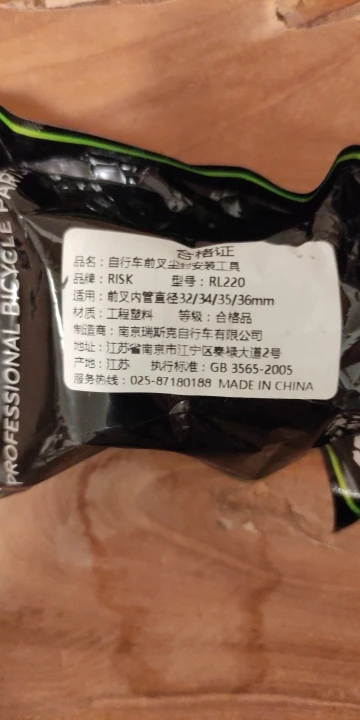 合格证
品名：自行车前叉尘封安装工具
品牌：RISK 型号：RL220
适用：前叉内管直径32/34/35/36mm
材质：工程塑料 等级：合格品
制造商：南京瑞斯克自行车有限公司
地址：江苏省南京市江宁区秦禄大道2号
产地：江苏 执行标准：GB 3565-2005
服务热线：025-87180188 MADE IN CHINA
PROFESSIONAL BICYCLE PAR